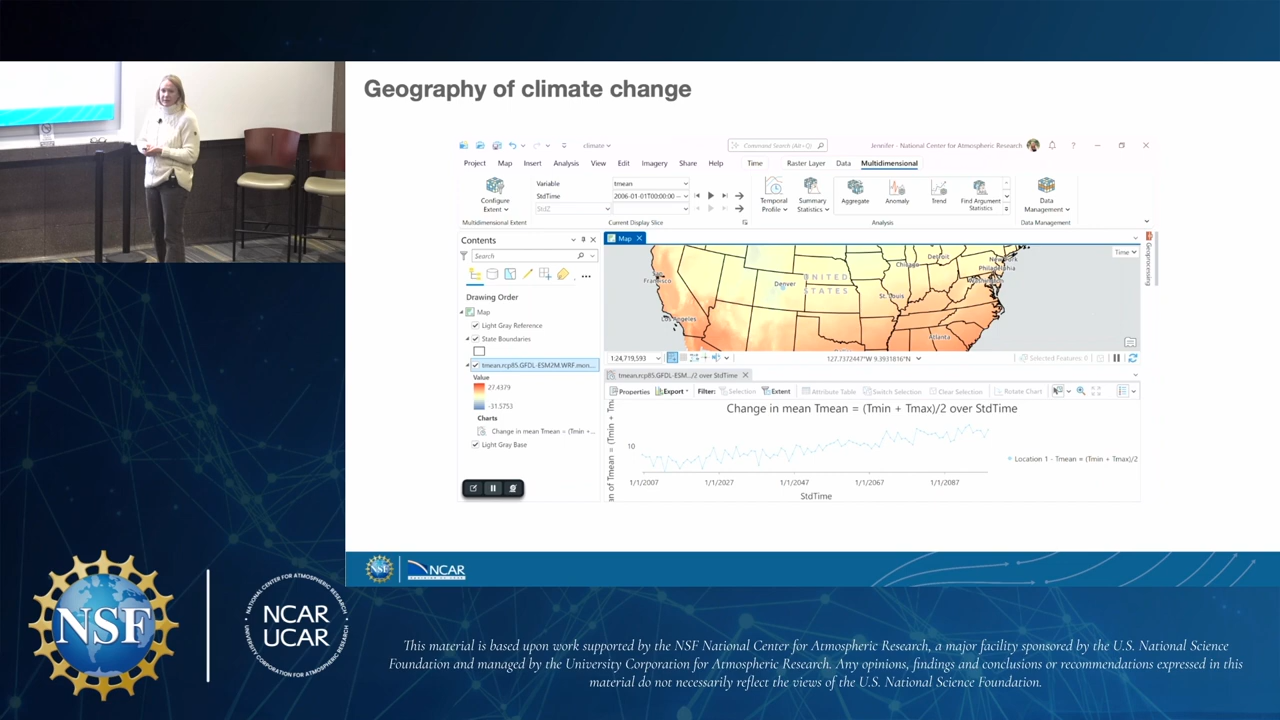 Geography of climate change
climate
Command Search (Alt+Q)
Jennifer - National Center for Atmospheric Research
?
Project Map Insert Analysis View Edit Imagery Share Help Time Raster Layer Data Multidimensional
Configure Extent
Variable tmean
StdTime 2006-01-01T00:00:00
StdZ
Temporal Profile
Summary Statistics
Aggregate
Anomaly
Trend
Find Argument Statistics
Data Management
Multidimensional Extent
Current Display Slice
Analysis
Data Management
Contents
Search
Drawing Order
Map
Light Gray Reference
State Boundaries
tmean.rcp85.GFDL-ESM2M.WRF.mon...
Value
27.4379
-31.5753
Charts
Change in mean Tmean = (Tmin +...
Light Gray Base
Map
Time
Geoprocessing
San Francisco
Los Angeles
Denver
UNITED STATES
Chicago
Detroit
New York
Philadelphia
Washington
St. Louis
Atlanta
1:24,719,593
127.7372447°W 9.3931816°N
Selected Features: 0
tmean.rcp85.GFDL-ESM.../2 over StdTime
Properties Export Filter: Selection Extent Attribute Table Switch Selection Clear Selection Rotate Chart
Change in mean Tmean = (Tmin + Tmax)/2 over StdTime
an of Tmean = (Tmin + Tm
10
1/1/2007 1/1/2027 1/1/2047 1/1/2067 1/1/2087
StdTime
Location 1 - Tmean = (Tmin + Tmax)/2
NSF NCAR
NSF
NCAR
UCAR
NATIONAL CENTER FOR ATMOSPHERIC RESEARCH
UNIVERSITY CORPORATION FOR ATMOSPHERIC RESEARCH
This material is based upon work supported by the NSF National Center for Atmospheric Research, a major facility sponsored by the U.S. National Science
Foundation and managed by the University Corporation for Atmospheric Research. Any opinions, findings and conclusions or recommendations expressed in this
material do not necessarily reflect the views of the U.S. National Science Foundation.